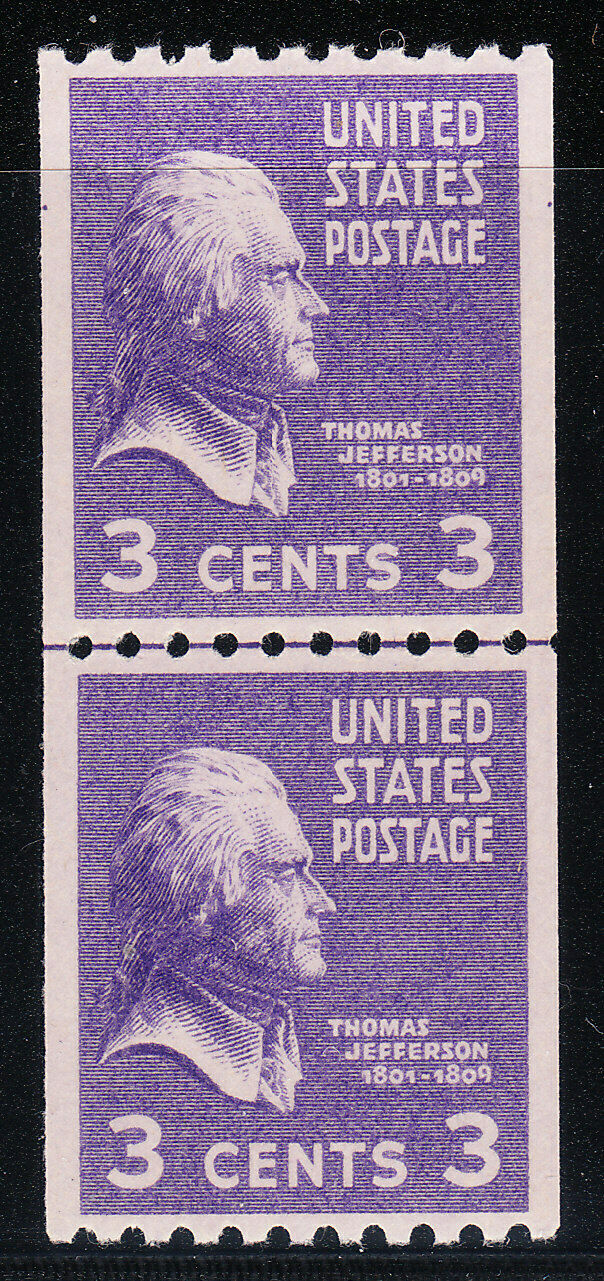 UNITED
STATES
POSTAGE
THOMAS
JEFFERSON
1801-1809
3 CENTS 3
UNITED
STATES
POSTAGE
THOMAS
JEFFERSON
1801-1809
3 CENTS 3